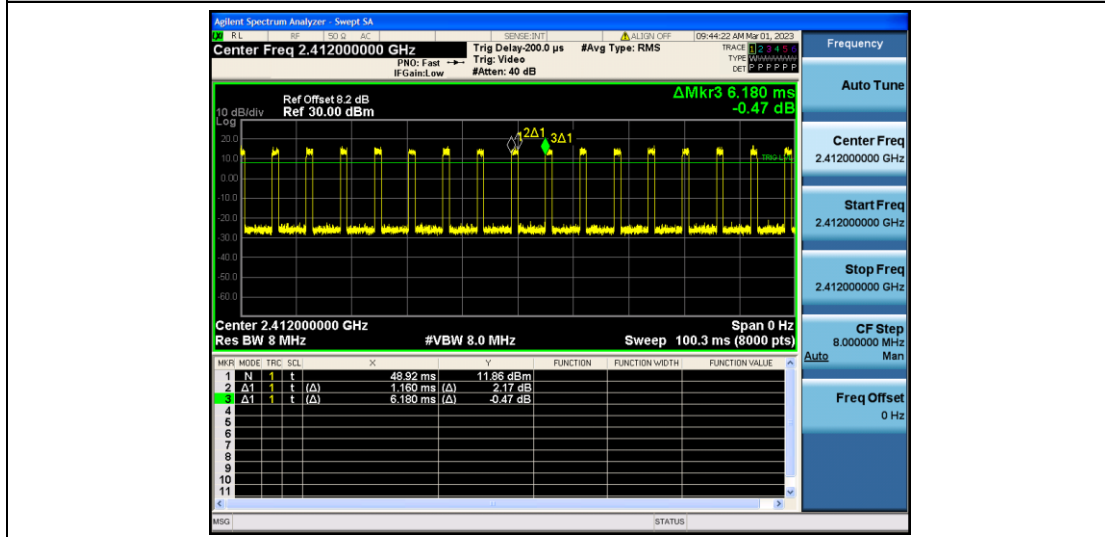 Agilent Spectrum Analyzer - Swept SA
RL RF 50 Ω AC SENSE:INT ALIGN OFF 09:44:22 AM Mar 01, 2023
Center Freq 2.412000000 GHz
PNO: Fast
IFGain:Low
Trig Delay-200.0 µs
Trig: Video
#Atten: 40 dB
#Avg Type: RMS
TRACE 1 2 3 4 5 6
TYPE
DET P P P P P P
ΔMkr3 6.180 ms
-0.47 dB
Ref Offset 8.2 dB
10 dB/div Ref 30.00 dBm
Log
20.0
10.0
0.00
-10.0
-20.0
-30.0
-40.0
-50.0
-60.0
2Δ1
3Δ1
Center 2.412000000 GHz Span 0 Hz
Res BW 8 MHz #VBW 8.0 MHz Sweep 100.3 ms (8000 pts)
MKR MODE TRC SCL X Y FUNCTION FUNCTION WIDTH FUNCTION VALUE
1 N 1 t 48.92 ms 11.86 dBm
2 Δ1 1 t (Δ) 1.160 ms (Δ) 2.17 dB
3 Δ1 1 t (Δ) 6.180 ms (Δ) -0.47 dB
4
5
6
7
8
9
10
11
MSG STATUS
Frequency
Auto Tune
Center Freq
2.412000000 GHz
Start Freq
2.412000000 GHz
Stop Freq
2.412000000 GHz
CF Step
8.000000 MHz
Auto Man
Freq Offset
0 Hz